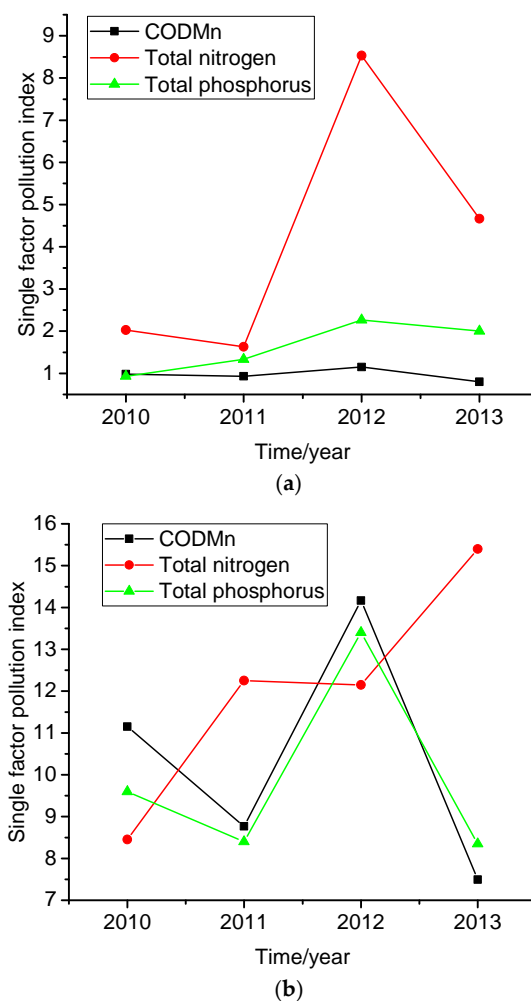 CODMn
Total nitrogen
Total phosphorus
9
8
7
6
5
4
3
2
1
Single factor pollution index
2010 2011 2012 2013
Time/year
(a)
CODMn
Total nitrogen
Total phosphorus
16
15
14
13
12
11
10
9
8
7
Single factor pollution index
2010 2011 2012 2013
Time/year
(b)